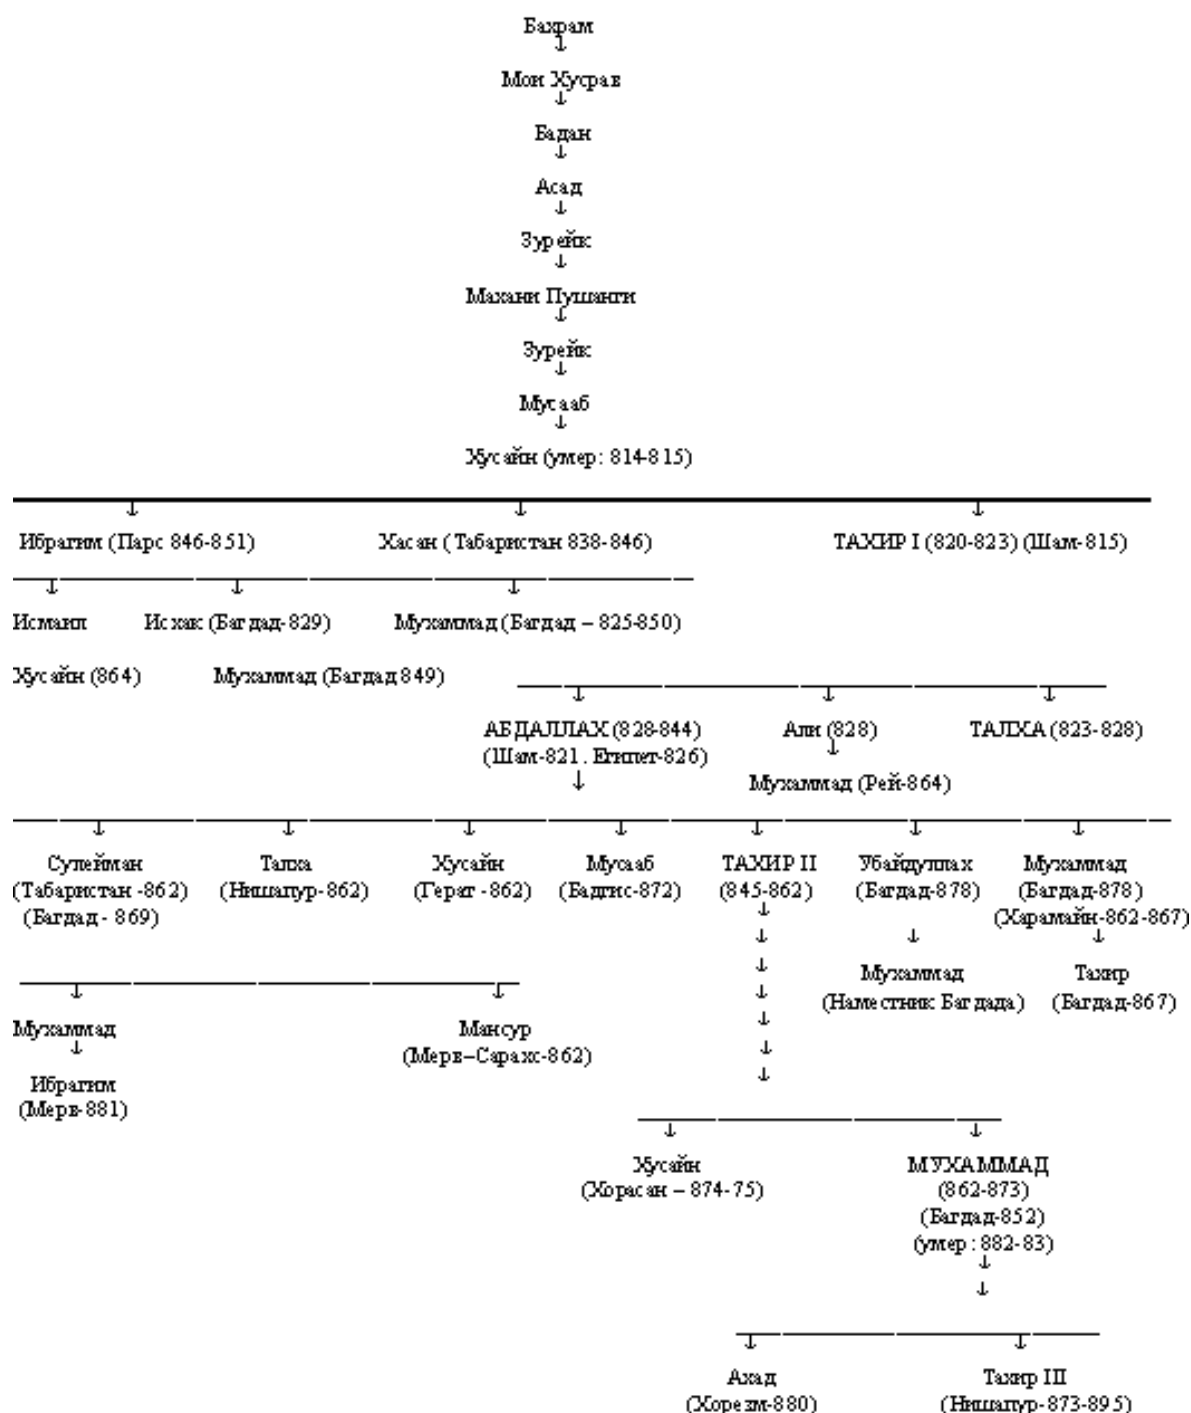 Бахрам
↓
Мои Хусрав
↓
Бадан
↓
Асад
↓
Зурейк
↓
Махани Пушанги
↓
Зурейк
↓
Мусааб
↓
Хусайн (умер: 814-815)
↓ ↓ ↓
Ибрагим (Парс 846-851) Хасан (Табаристан 838-846) ТАХИР I (820-823) (Шам-815)
↓ ↓ ↓
Исмаил Исхак (Багдад-829) Мухаммад (Багдад – 825-850)
Хусайн (864) Мухаммад (Багдад 849)
↓ ↓ ↓
АБДАЛЛАХ (828-844) Али (828) ТАЛХА (823-828)
(Шам-821. Египет-826) ↓
↓ Мухаммад (Рей-864)
↓ ↓ ↓ ↓ ↓ ↓ ↓
Сулейман Талха Хусайн Мусааб ТАХИР II Убайдуллах Мухаммад
(Табаристан -862) (Нишапур-862) (Герат -862) (Бадгис-872) (845-862) (Багдад-878) (Багдад-878)
(Багдад - 869) ↓ (Харамайн-862-867)
↓ ↓ ↓
↓ Мухаммад Тахир
↓ (Наместник Багдада) (Багдад-867)
↓ ↓
Мухаммад Мансур ↓
↓ (Мерв–Сарахс-862) ↓
Ибрагим ↓
(Мерв-881)
↓ ↓
Хусайн МУХАММАД
(Хорасан – 874-75) (862-873)
(Багдад-852)
(умер: 882-83)
↓
↓
↓ ↓
Ахад Тахир III
(Хорезм-880) (Нишапур-873-895)